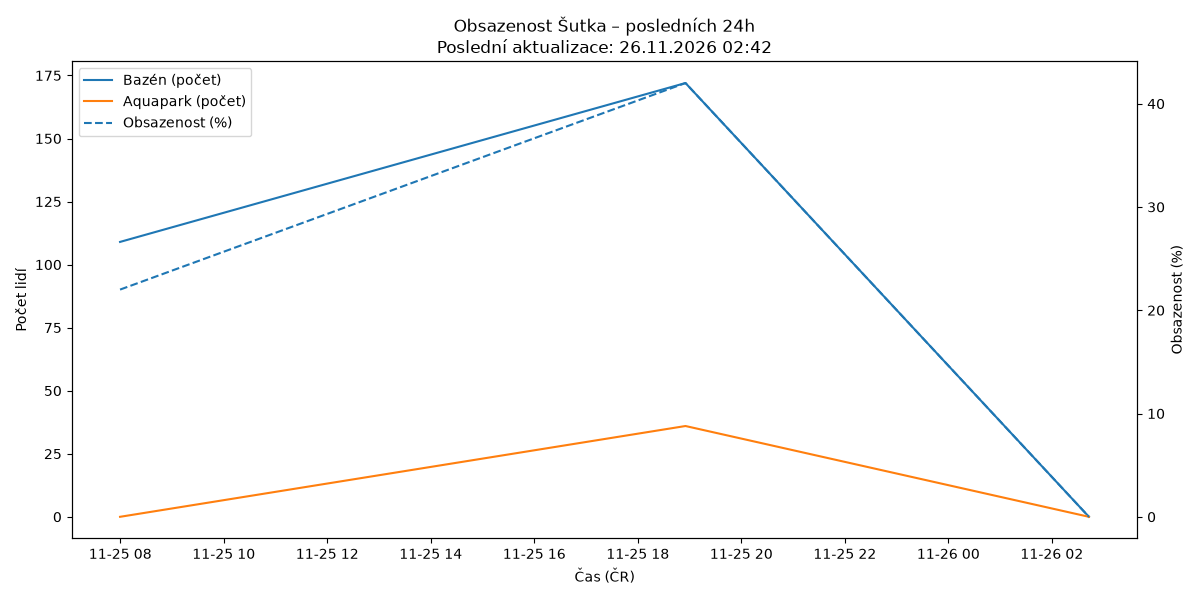 Obsazenost Šutka – posledních 24h
Poslední aktualizace: 26.11.2026 02:42
Bazén (počet)
Aquapark (počet)
Obsazenost (%)
Počet lidí
175
150
125
100
75
50
25
0
40
30
20
10
0
Obsazenost (%)
11-25 08 11-25 10 11-25 12 11-25 14 11-25 16 11-25 18 11-25 20 11-25 22 11-26 00 11-26 02
Čas (ČR)